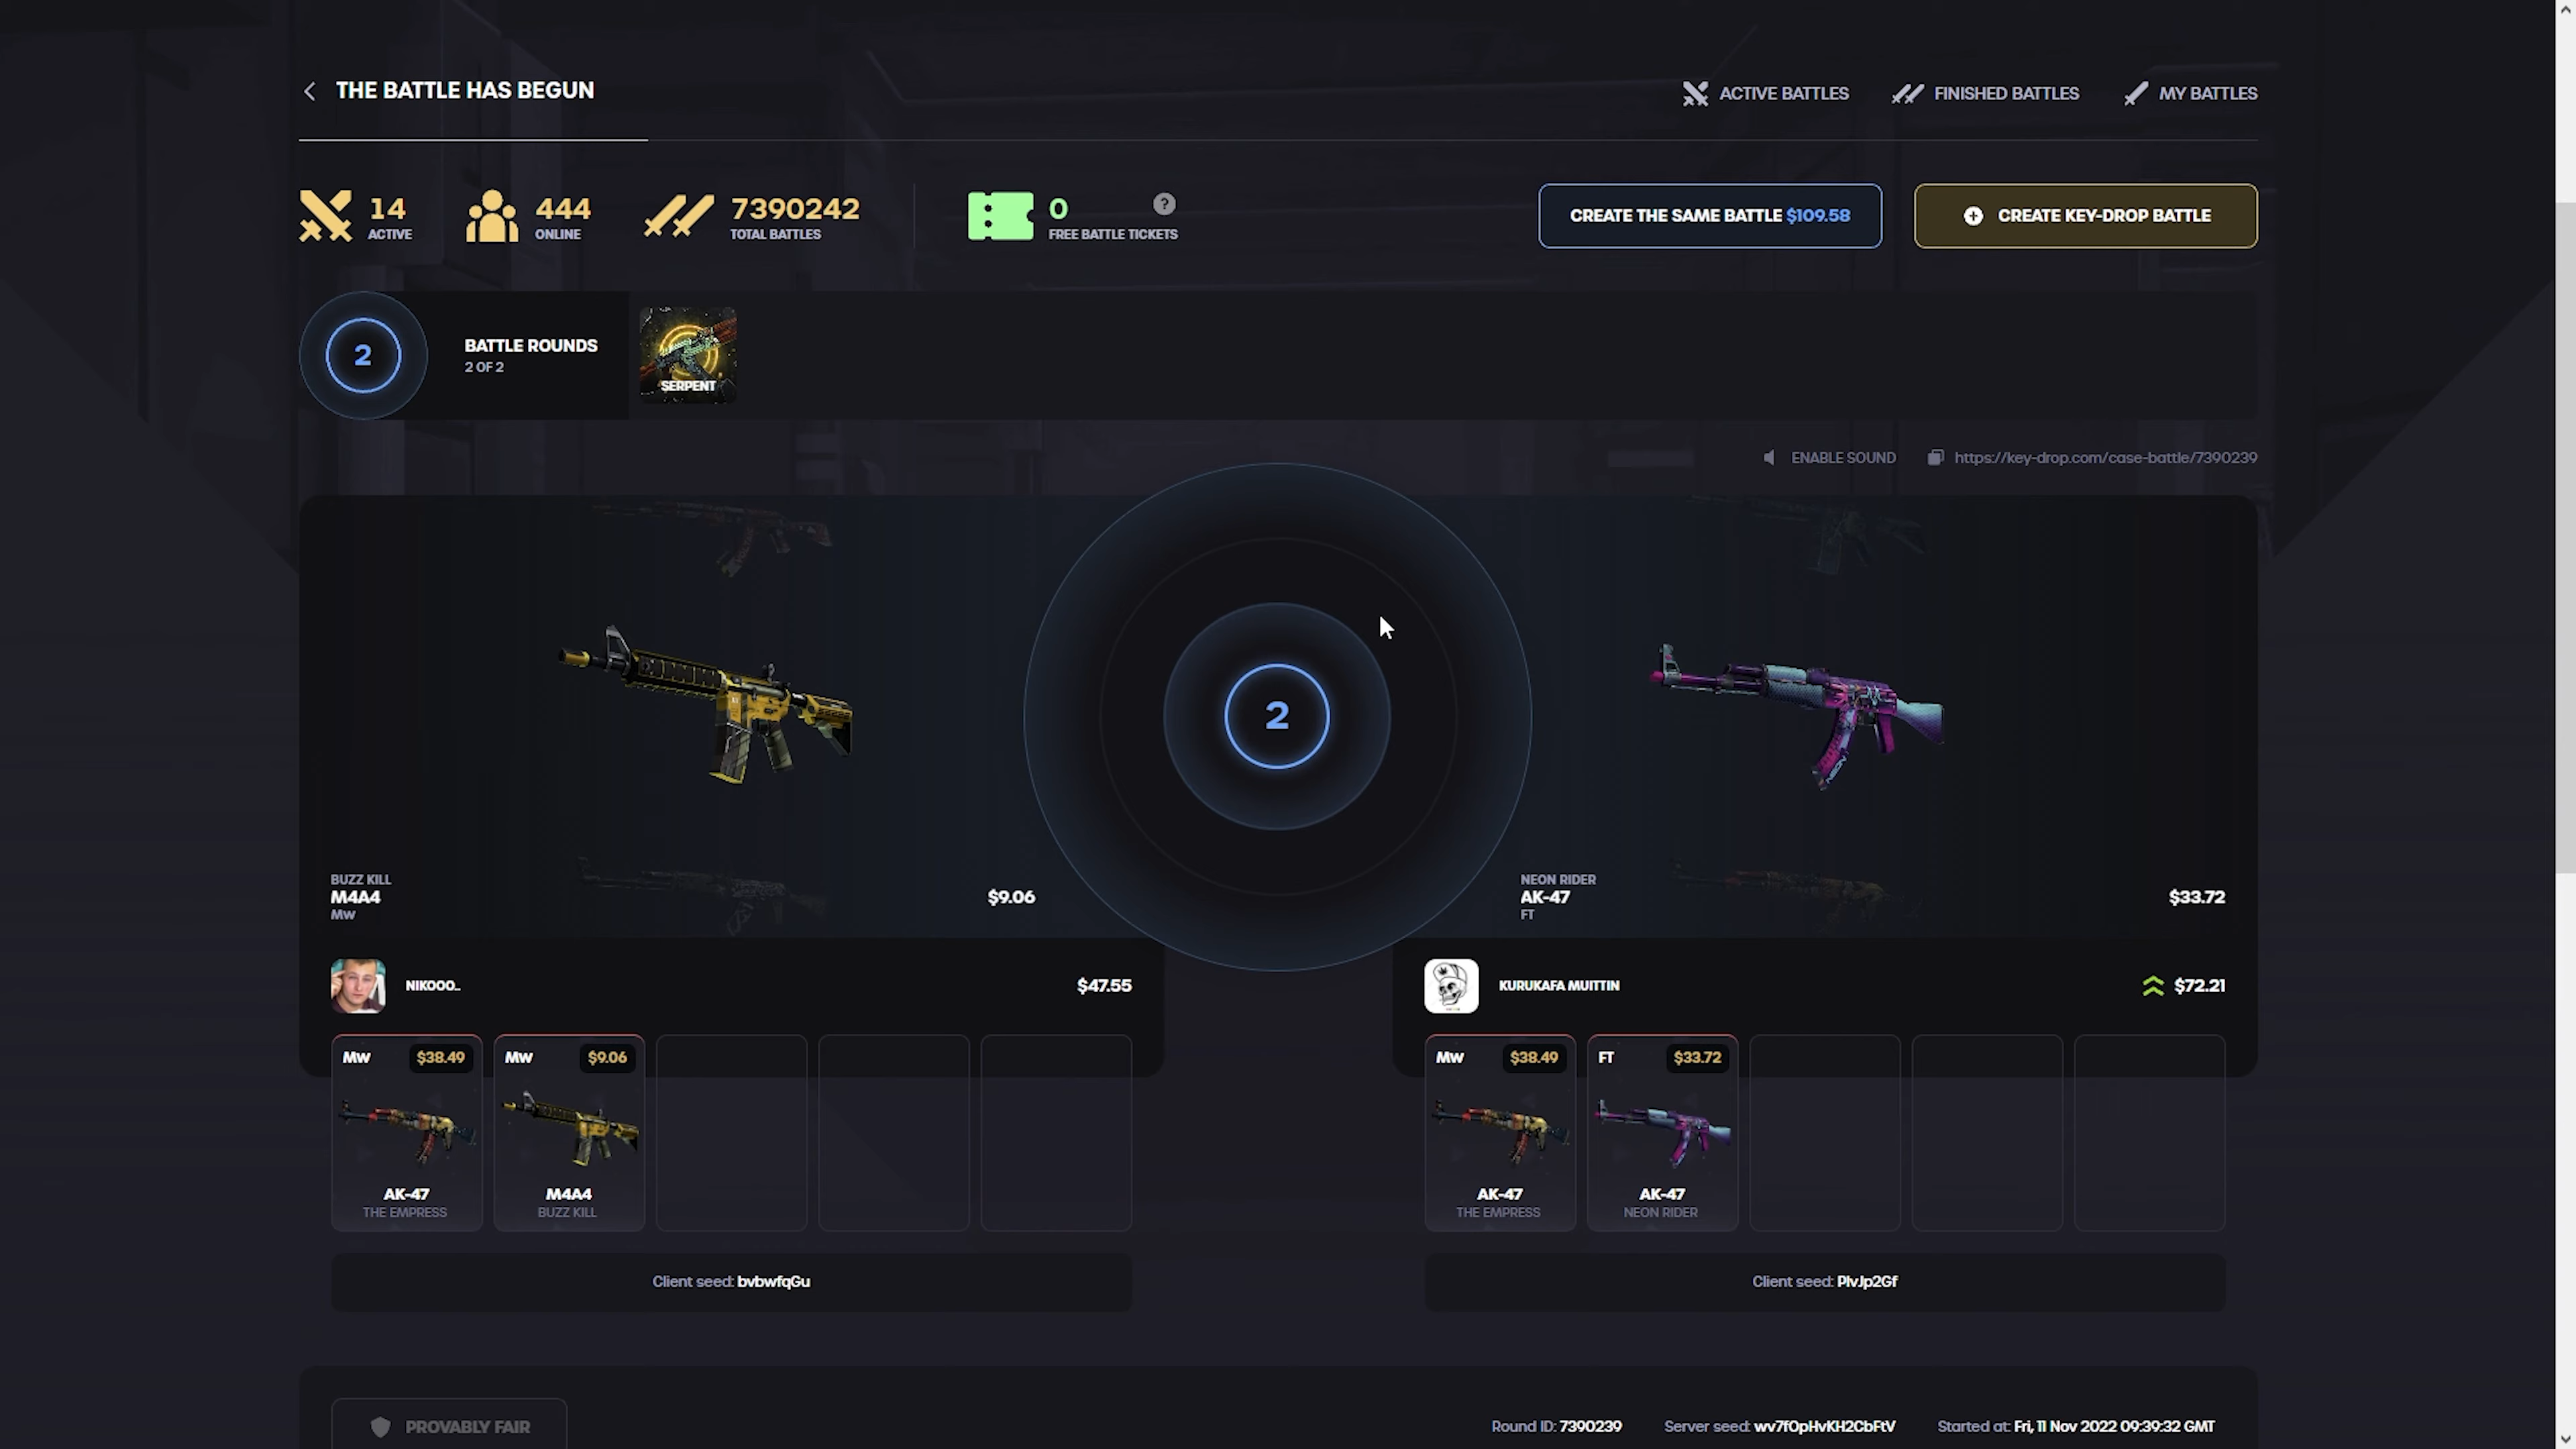 THE BATTLE HAS BEGUN
ACTIVE BATTLES
FINISHED BATTLES
MY BATTLES
14
ACTIVE
444
ONLINE
7390242
TOTAL BATTLES
0
?
FREE BATTLE TICKETS
CREATE THE SAME BATTLE $109.58
CREATE KEY-DROP BATTLE
2
BATTLE ROUNDS
2 OF 2
SERPENT
ENABLE SOUND
https://key-drop.com/case-battle/7390239
2
BUZZ KILL
M4A4
MW
$9.06
NEON RIDER
AK-47
FT
$33.72
NIKOOO..
$47.55
KURUKAFA MUITTIN
$72.21
MW $38.49
AK-47
THE EMPRESS
MW $9.06
M4A4
BUZZ KILL
MW $38.49
AK-47
THE EMPRESS
FT $33.72
AK-47
NEON RIDER
Client seed: bvbwfqGu
Client seed: PlvJp2Gf
PROVABLY FAIR
Round ID: 7390239
Server seed: wv7fOpHvKH2CbFtV
Started at: Fri, 11 Nov 2022 09:39:32 GMT